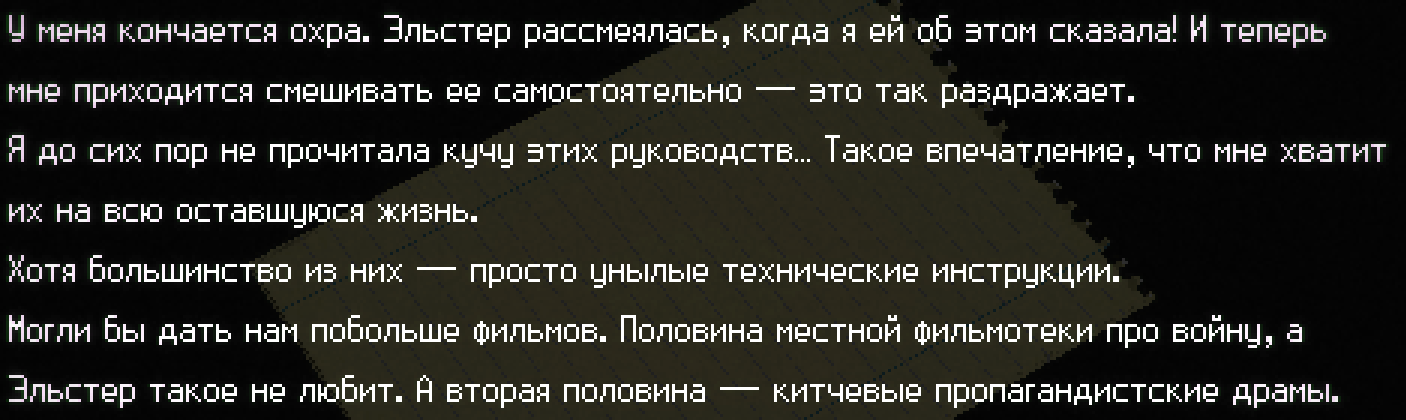 У меня кончается охра. Эльстер рассмеялась, когда я ей об этом сказала! И теперь
мне приходится смешивать ее самостоятельно — это так раздражает.
Я до сих пор не прочитала кучу этих руководств... Такое впечатление, что мне хватит
их на всю оставшуюся жизнь.
Хотя большинство из них — просто унылые технические инструкции.
Могли бы дать нам побольше фильмов. Половина местной фильмотеки про войну, а
Эльстер такое не любит. А вторая половина — китчевые пропагандистские драмы.